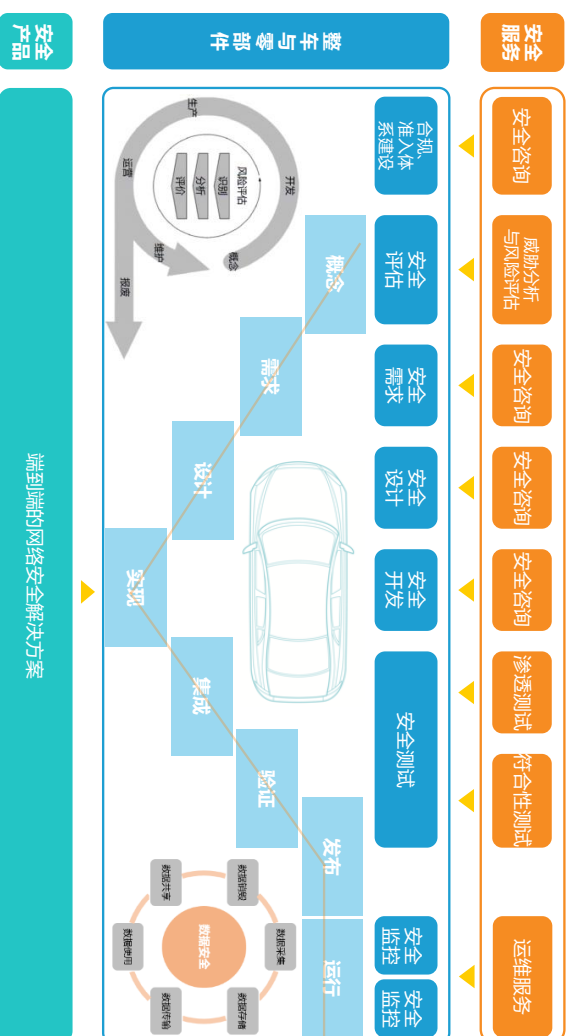 安全
服务
安全咨询
威胁分析
与风险评估
安全咨询
安全咨询
安全咨询
渗透测试
符合性测试
运维服务
整车与零部件
合规、
准入体
系建设
安全
评估
安全
需求
安全
设计
安全
开发
安全测试
安全
监控
安全
监控
概念
需求
设计
实现
集成
验证
发布
运行
开发
生产
风险评估
识别
分析
评价
运营
维护
概念
报废
数据安全
数据采集
数据存储
数据传输
数据使用
数据共享
数据销毁
安全
产品
端到端的网络安全解决方案